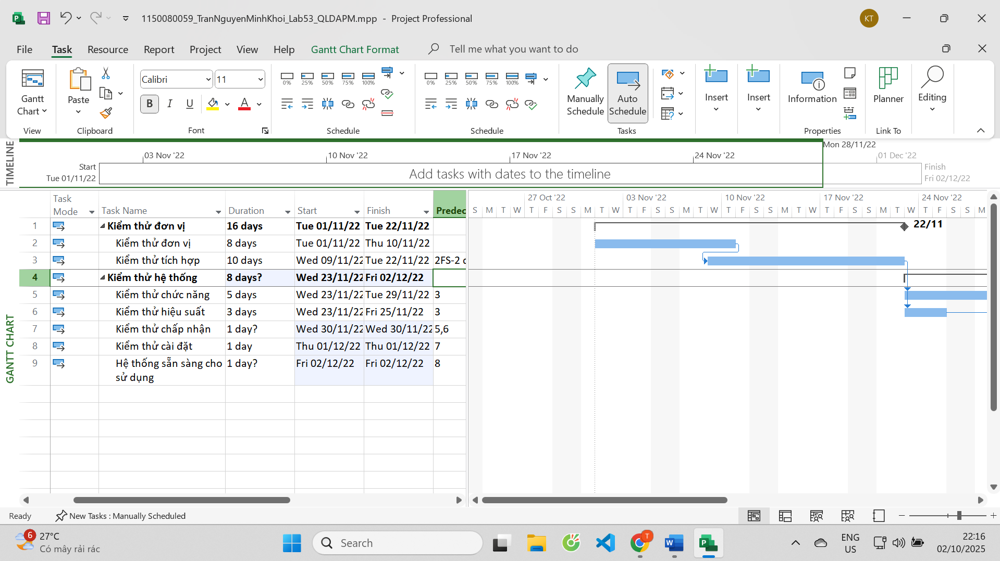 1150080059_TranNguyenMinhKhoi_Lab53_QLDAPM.mpp - Project Professional
KT
File Task Resource Report Project View Help Gantt Chart Format Tell me what you want to do
Gantt Chart
View
Paste
Clipboard
Calibri 11
B I U A
Font
0% 25% 50% 75% 100%
Schedule
0% 25% 50% 75% 100%
Schedule
Manually Schedule
Auto Schedule
Tasks
Insert
Insert
Information
Properties
Planner
Link To
Editing
TIMELINE
Mon 28/11/22
03 Nov '22 10 Nov '22 17 Nov '22 24 Nov '22 01 Dec '22
Start
Tue 01/11/22
Add tasks with dates to the timeline
Finish
Fri 02/12/22
GANTT CHART
Task Mode Task Name Duration Start Finish Predec
27 Oct '22 03 Nov '22 10 Nov '22 17 Nov '22 24 Nov '22
S M T W T F S S M T W T F S S M T W T F S S M T W T F S S M T W T F S S M
1 Kiểm thử đơn vị 16 days Tue 01/11/22 Tue 22/11/22
22/11
2 Kiểm thử đơn vị 8 days Tue 01/11/22 Thu 10/11/22
3 Kiểm thử tích hợp 10 days Wed 09/11/22 Tue 22/11/22 2FS-2 d
4 Kiểm thử hệ thống 8 days? Wed 23/11/22 Fri 02/12/22
5 Kiểm thử chức năng 5 days Wed 23/11/22 Tue 29/11/22 3
6 Kiểm thử hiệu suất 3 days Wed 23/11/22 Fri 25/11/22 3
7 Kiểm thử chấp nhận 1 day? Wed 30/11/22 Wed 30/11/22 5,6
8 Kiểm thử cài đặt 1 day Thu 01/12/22 Thu 01/12/22 7
9 Hệ thống sẵn sàng cho sử dụng 1 day? Fri 02/12/22 Fri 02/12/22 8
Ready New Tasks : Manually Scheduled
6
27°C
Có mây rải rác
Search
T
ENG
US
22:16
02/10/2025